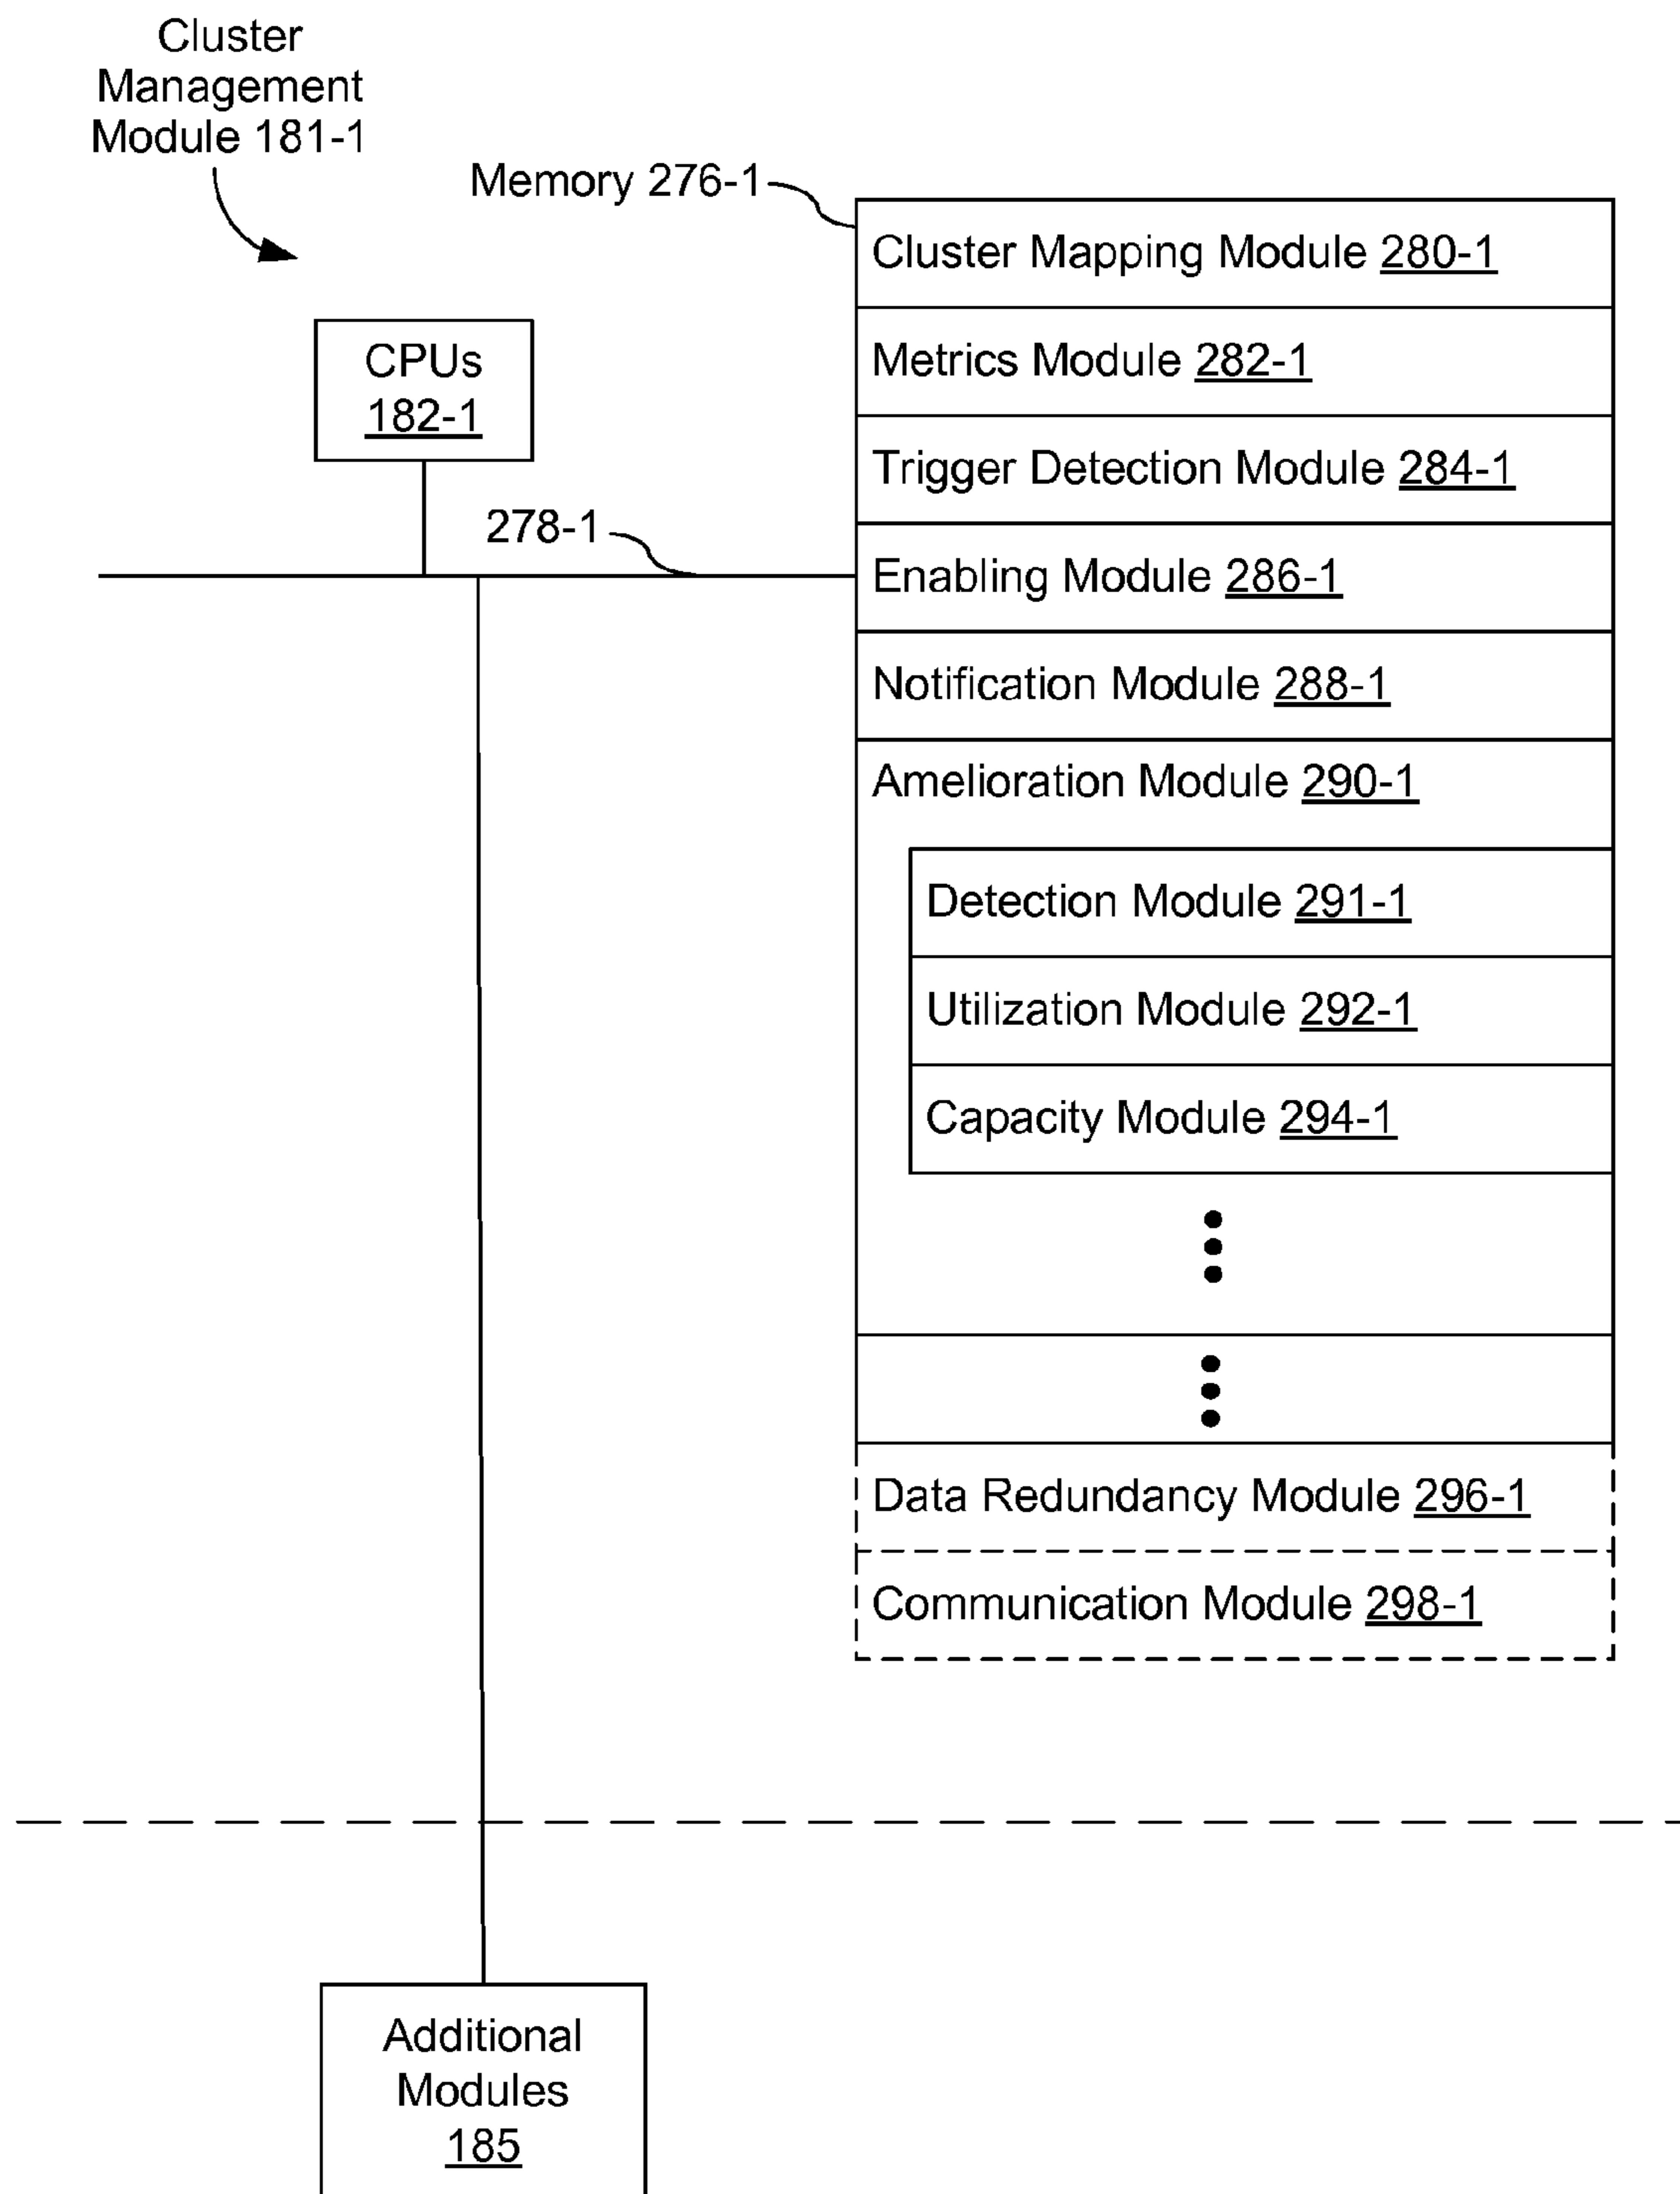 Cluster
Management
Module 181-1
Memory 276-1
Cluster Mapping Module 280-1
CPUs
182-1
Metrics Module 282-1
Trigger Detection Module 284-1
278-1
Enabling Module 286-1
Notification Module 288-1
Amelioration Module 290-1
Detection Module 291-1
Utilization Module 292-1
Capacity Module 294-1
Data Redundancy Module 296-1
Communication Module 298-1
Additional
Modules
185